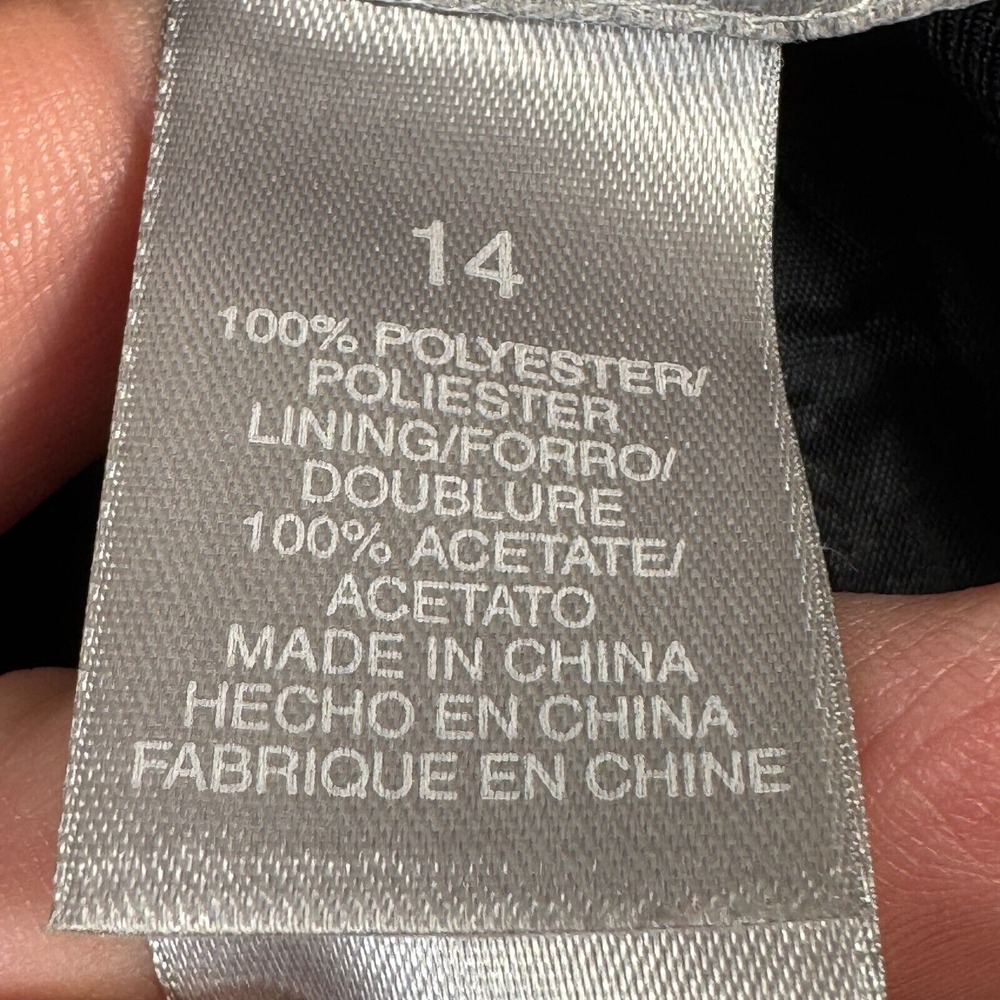 14
100% POLYESTER/
POLIESTER
LINING/FORRO/
DOUBLURE
100% ACETATE/
ACETATO
MADE IN CHINA
HECHO EN CHINA
FABRIQUE EN CHINE